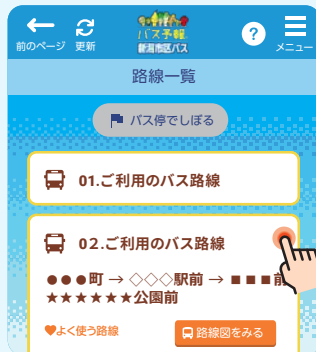 前のページ 更新
バス予報
新潟市区バス
?
メニュー
路線一覧
バス停でしぼる
01.ご利用のバス路線
02.ご利用のバス路線
●●●町 → ◇◇◇駅前 → ■■■前
★★★★★★公園前
♥よく使う路線
路線図をみる